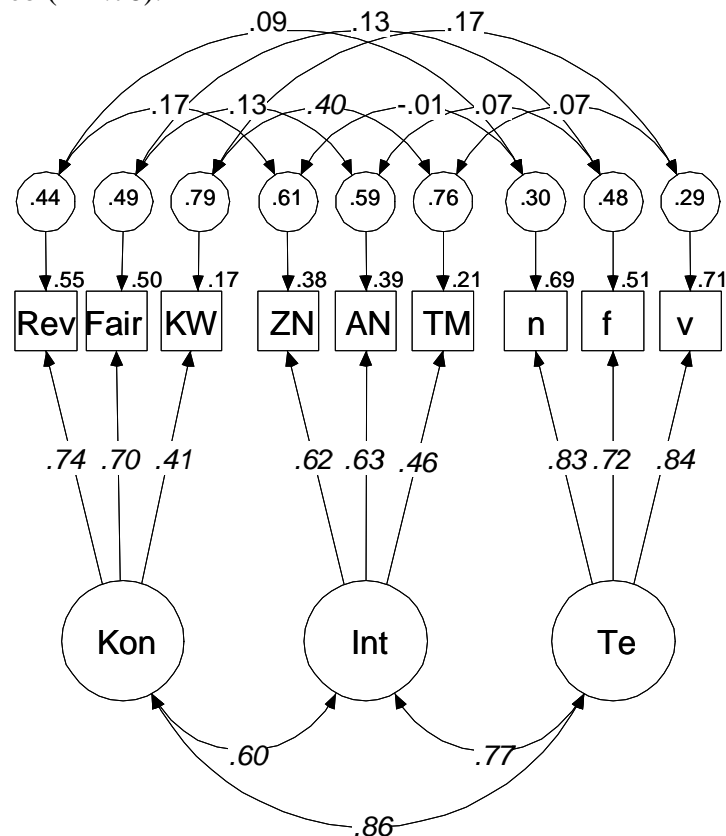 .09 .13 .17
.17 .13 .40 -.01 .07 .07
.44 .49 .79 .61 .59 .76 .30 .48 .29
.55 .50 .17 .38 .39 .21 .69 .51 .71
Rev Fair KW ZN AN TM n f v
.74 .70 .41 .62 .63 .46 .83 .72 .84
Kon Int Te
.60 .77
.86